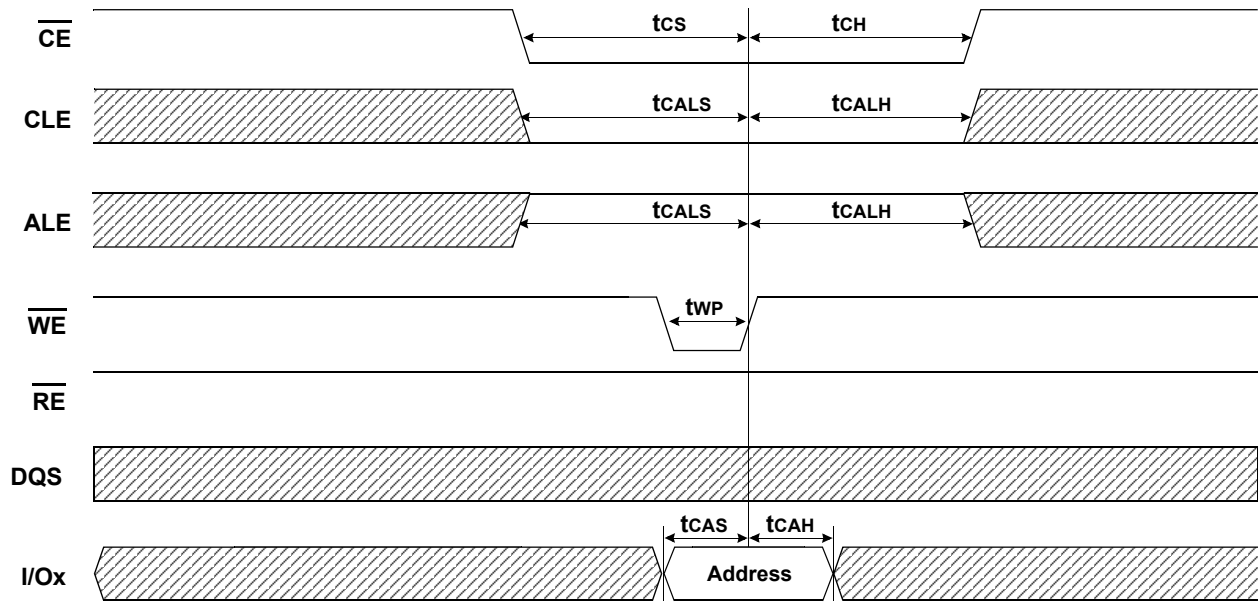 CE tCS tCH
CLE tCALS tCALH
ALE tCALS tCALH
WE tWP
RE
DQS
tCAS tCAH
I/Ox Address